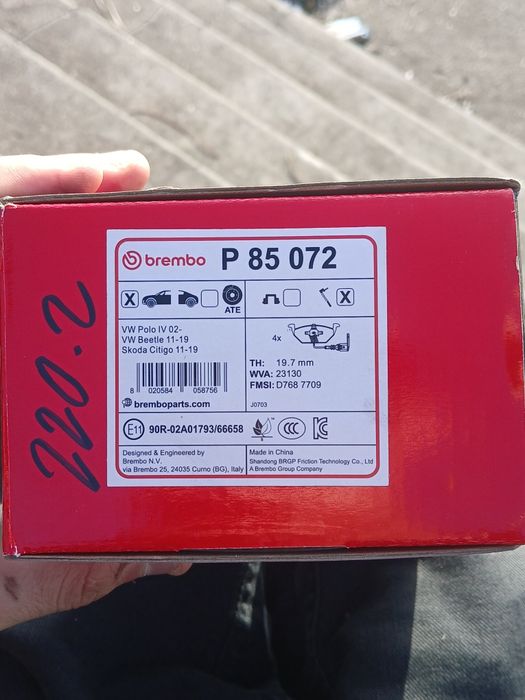 brembo P 85 072
X
ATE
X
VW Polo IV 02-
VW Beetle 11-19
Skoda Citigo 11-19
8 020584 058756
bremboparts.com
4x
TH: 19.7 mm
WVA: 23130
FMSI: D768 7709
J0703
E11 90R-02A01793/66658
CCC
Designed & Engineered by
Brembo N.V.
via Brembo 25, 24035 Curno (BG), Italy
Made in China
Shandong BRGP Friction Technology Co., Ltd
A Brembo Group Company
220.2